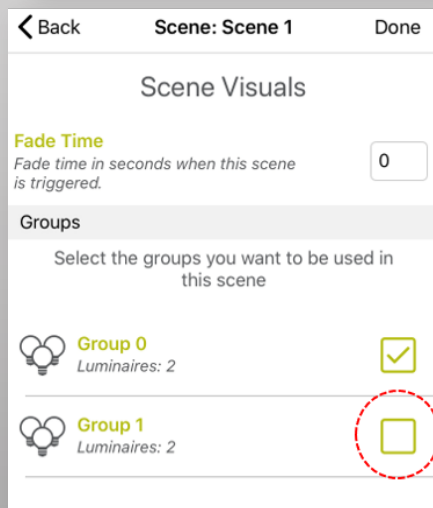 Back Scene: Scene 1 Done
Scene Visuals
Fade Time
Fade time in seconds when this scene
is triggered.
0
Groups
Select the groups you want to be used in
this scene
Group 0
Luminaires: 2
Group 1
Luminaires: 2